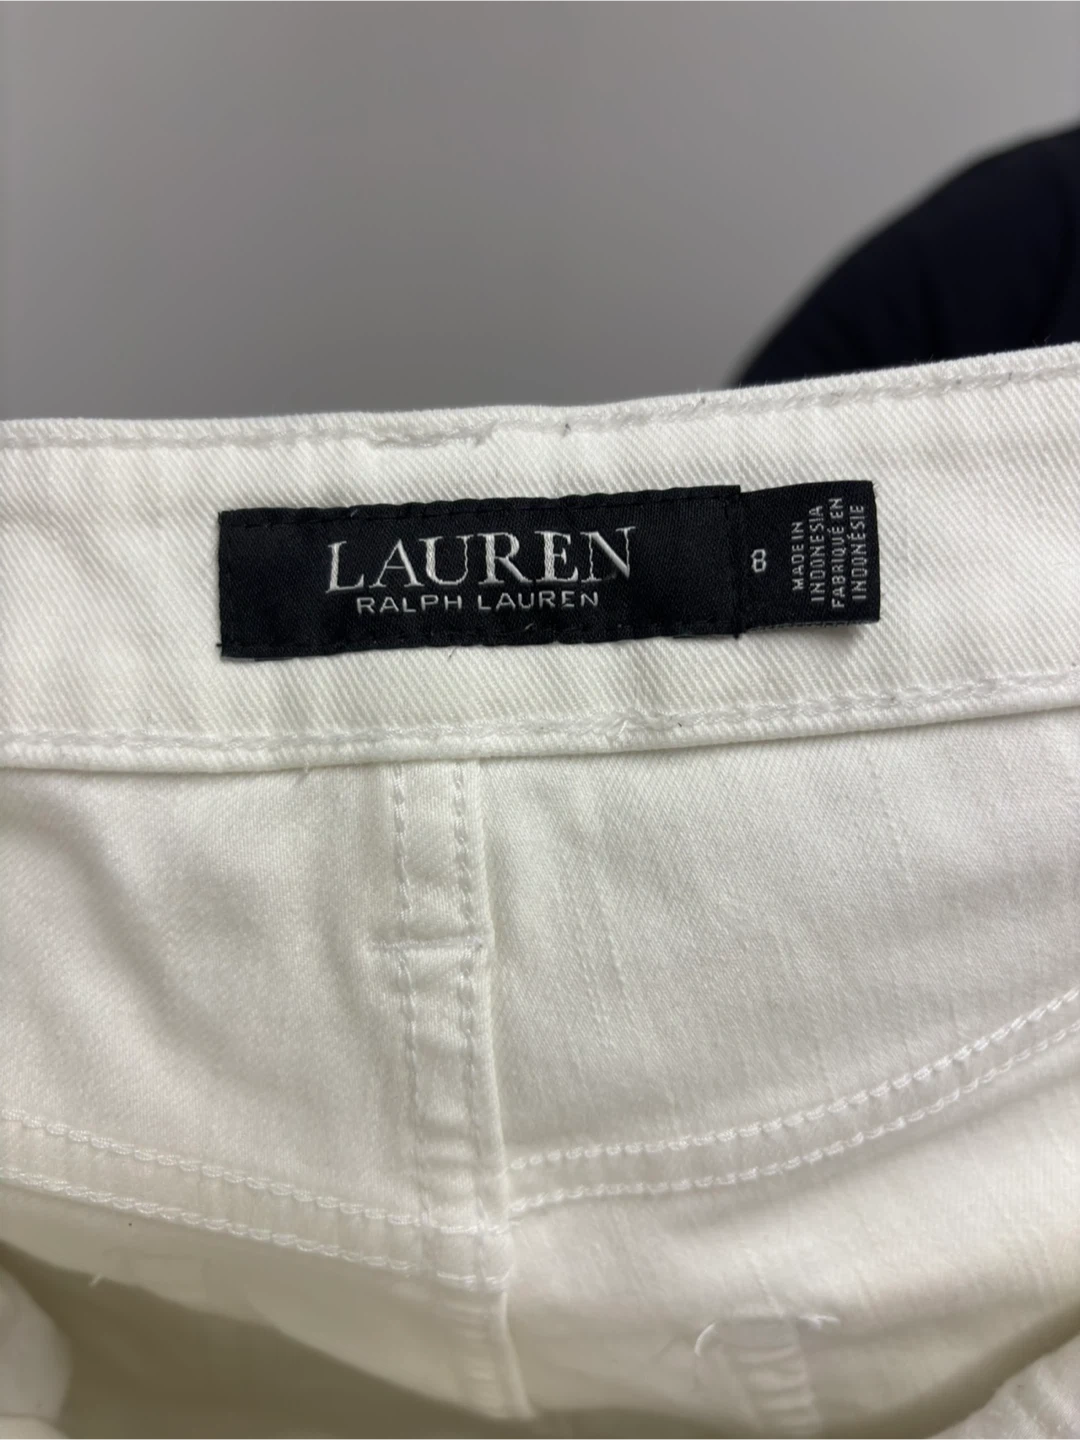 LAUREN
RALPH LAUREN
8
MADE IN
INDONESIA
FABRIQUÉ EN
INDONÉSIE